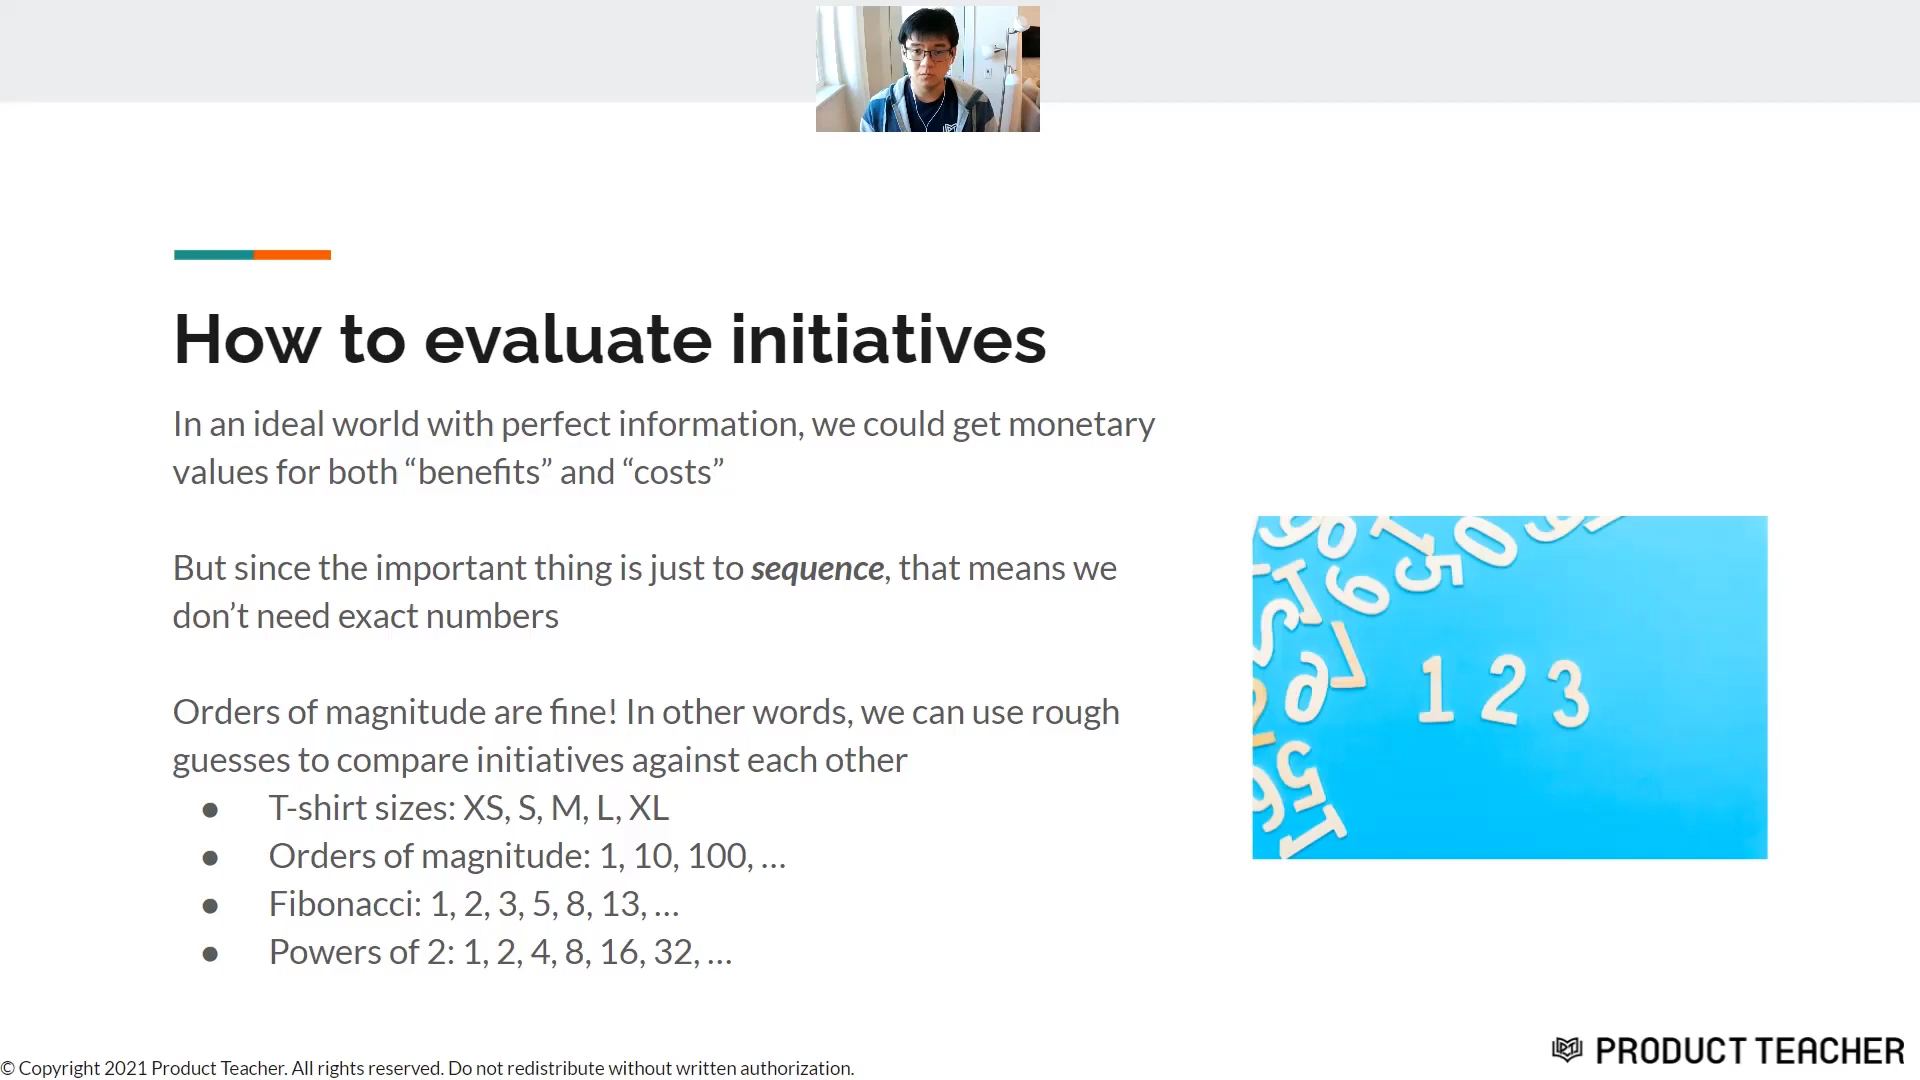 How to evaluate initiatives
In an ideal world with perfect information, we could get monetary
values for both “benefits” and “costs”
But since the important thing is just to sequence, that means we
don’t need exact numbers
Orders of magnitude are fine! In other words, we can use rough
guesses to compare initiatives against each other
● T-shirt sizes: XS, S, M, L, XL
● Orders of magnitude: 1, 10, 100, ...
● Fibonacci: 1, 2, 3, 5, 8, 13, ...
● Powers of 2: 1, 2, 4, 8, 16, 32, ...
1 2 3
PRODUCT TEACHER
© Copyright 2021 Product Teacher. All rights reserved. Do not redistribute without written authorization.